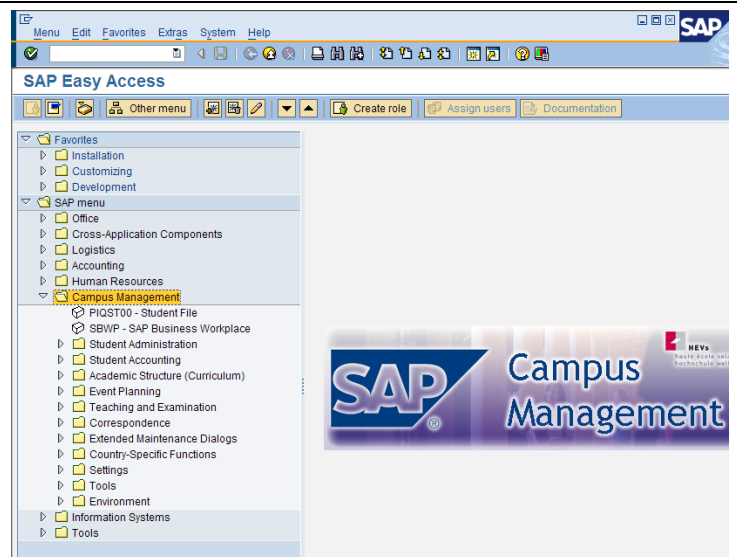 Menu Edit Favorites Extras System Help
SAP
SAP Easy Access
Other menu Create role Assign users Documentation
Favorites
Installation
Customizing
Development
SAP menu
Office
Cross-Application Components
Logistics
Accounting
Human Resources
Campus Management
PIQST00 - Student File
SBWP - SAP Business Workplace
Student Administration
Student Accounting
Academic Structure (Curriculum)
Event Planning
Teaching and Examination
Correspondence
Extended Maintenance Dialogs
Country-Specific Functions
Settings
Tools
Environment
Information Systems
Tools
HEVs
haute école
hochschule
SAP ®
Campus
Management